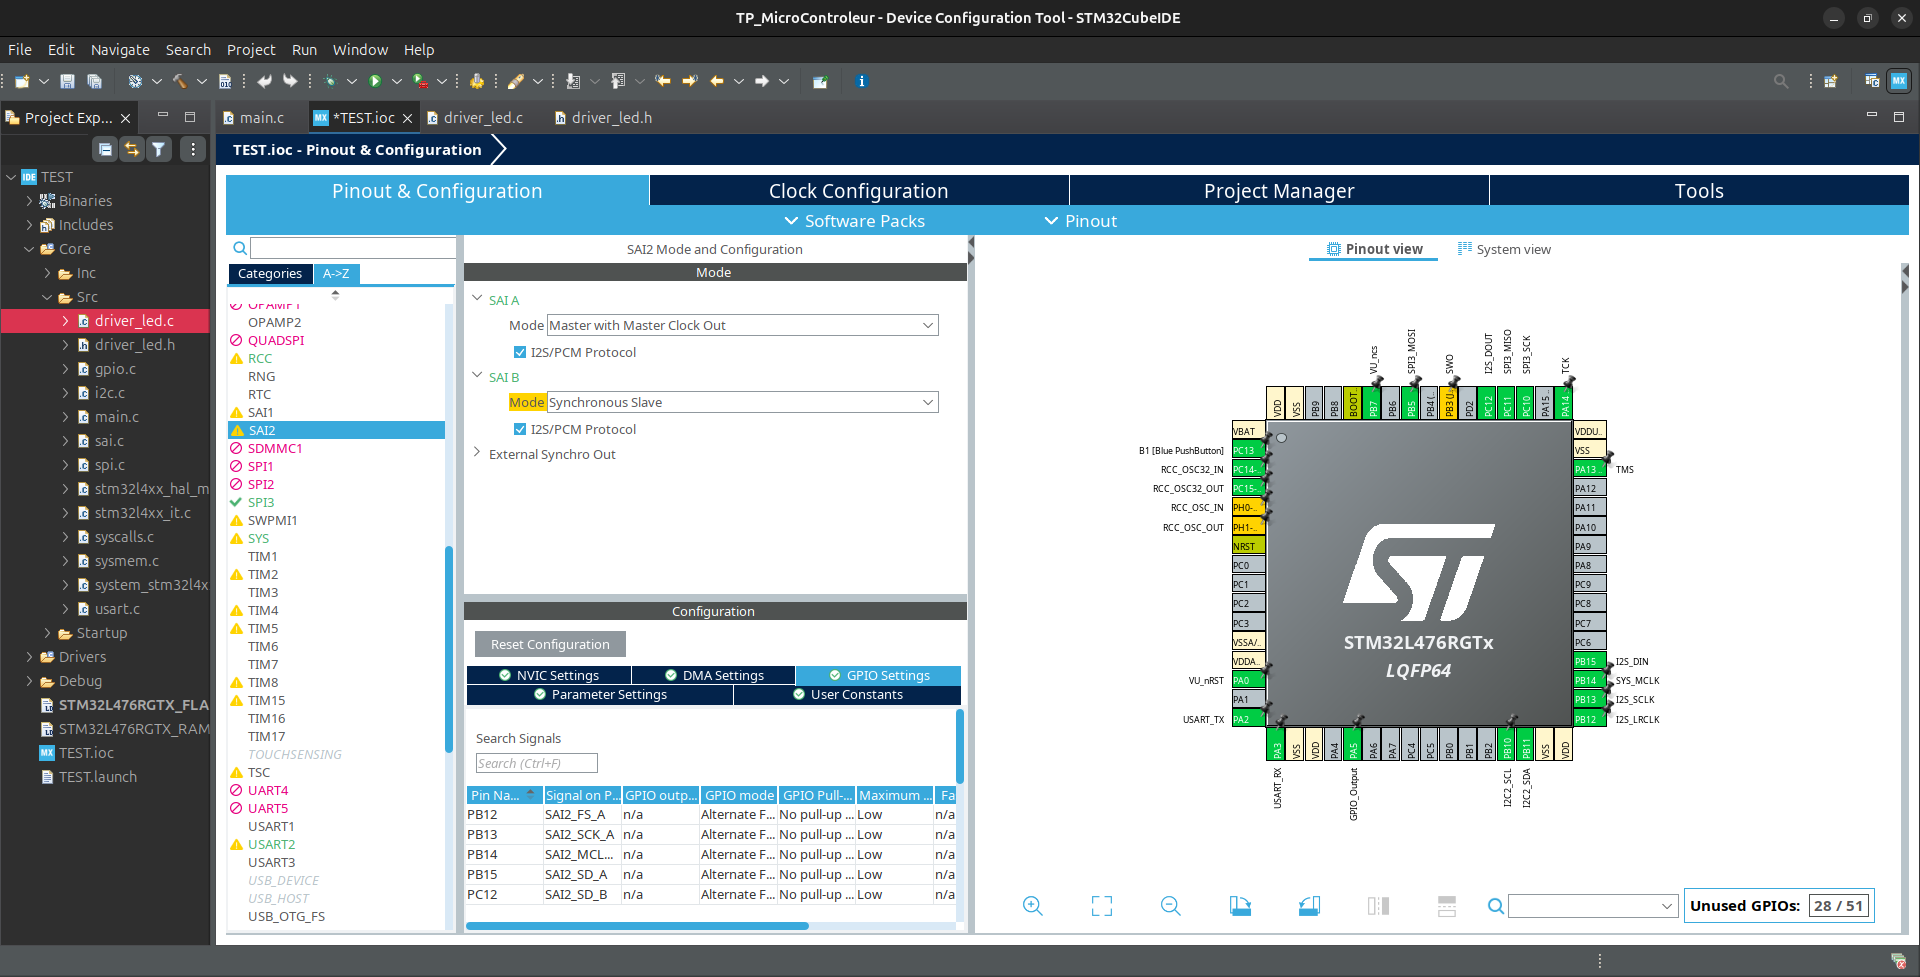 TP_MicroControleur - Device Configuration Tool - STM32CubeIDE
File Edit Navigate Search Project Run Window Help
Project Exp...
main.c
*TEST.ioc
driver_led.c
driver_led.h
TEST.ioc - Pinout & Configuration
TEST
Binaries
Includes
Core
Inc
Src
driver_led.c
driver_led.h
gpio.c
i2c.c
main.c
sai.c
spi.c
stm32l4xx_hal_m
stm32l4xx_it.c
syscalls.c
sysmem.c
system_stm32l4x
usart.c
Startup
Drivers
Debug
STM32L476RGTX_FLA
STM32L476RGTX_RAM
TEST.ioc
TEST.launch
Pinout & Configuration
Clock Configuration
Project Manager
Tools
Software Packs
Pinout
Categories
A->Z
OPAMP1
OPAMP2
QUADSPI
RCC
RNG
RTC
SAI1
SAI2
SDMMC1
SPI1
SPI2
SPI3
SWPMI1
SYS
TIM1
TIM2
TIM3
TIM4
TIM5
TIM6
TIM7
TIM8
TIM15
TIM16
TIM17
TOUCHSENSING
TSC
UART4
UART5
USART1
USART2
USART3
USB_DEVICE
USB_HOST
USB_OTG_FS
SAI2 Mode and Configuration
Mode
SAI A
Mode Master with Master Clock Out
I2S/PCM Protocol
SAI B
Mode Synchronous Slave
I2S/PCM Protocol
External Synchro Out
Configuration
Reset Configuration
NVIC Settings
DMA Settings
GPIO Settings
Parameter Settings
User Constants
Search Signals
Search (Ctrl+F)
Pin Na... Signal on P... GPIO outp... GPIO mode GPIO Pull-... Maximum ... Fa
PB12 SAI2_FS_A n/a Alternate F... No pull-up ... Low n/a
PB13 SAI2_SCK_A n/a Alternate F... No pull-up ... Low n/a
PB14 SAI2_MCL... n/a Alternate F... No pull-up ... Low n/a
PB15 SAI2_SD_A n/a Alternate F... No pull-up ... Low n/a
PC12 SAI2_SD_B n/a Alternate F... No pull-up ... Low n/a
Pinout view
System view
VU_ncs
SPI3_MOSI
SWO
I2S_DOUT
SPI3_MISO
SPI3_SCK
TCK
VDD
VSS
PB9
PB8
BOOT..
PB7
PB6
PB5
PB4 (..
PB3 (J..
PD2
PC12
PC11
PC10
PA15..
PA14..
VBAT
B1 [Blue PushButton] PC13
RCC_OSC32_IN PC14-..
RCC_OSC32_OUT PC15-..
RCC_OSC_IN PH0-..
RCC_OSC_OUT PH1-..
NRST
PC0
PC1
PC2
PC3
VSSA/..
VDDA..
VU_nRST PA0
PA1
USART_TX PA2
VDDU..
VSS
PA13.. TMS
PA12
PA11
PA10
PA9
PA8
PC9
PC8
PC7
PC6
PB15 I2S_DIN
PB14 SYS_MCLK
PB13 I2S_SCLK
PB12 I2S_LRCLK
ST
STM32L476RGTx
LQFP64
PA3
VSS
VDD
PA4
PA5
PA6
PA7
PC4
PC5
PB0
PB1
PB2
PB10
PB11
VSS
VDD
USART_RX
GPIO_Output
I2C2_SCL
I2C2_SDA
Unused GPIOs: 28 / 51